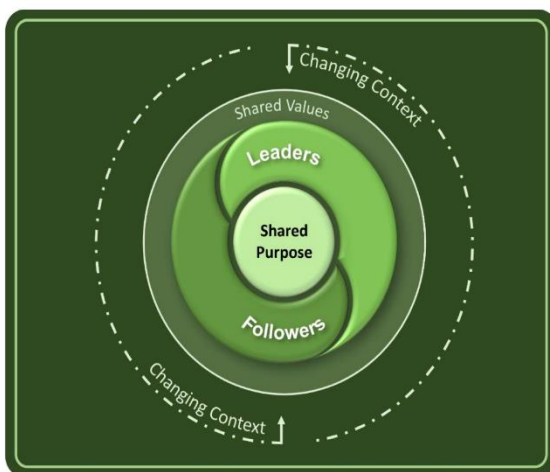 Changing Context
Shared Values
Leaders
Shared
Purpose
Followers
Changing Context